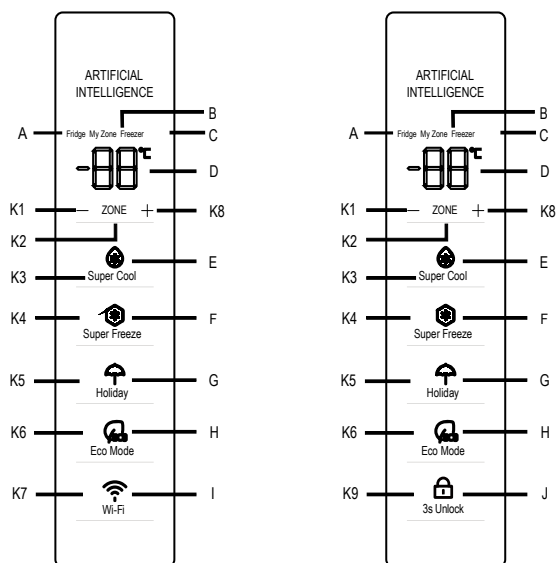 ARTIFICIAL
INTELLIGENCE
B
A
Fridge My Zone Freezer
C
-88°C
D
K1
- ZONE +
K8
K2
E
K3
Super Cool
K4
F
Super Freeze
K5
G
Holiday
K6
eco
H
Eco Mode
K7
I
Wi-Fi
ARTIFICIAL
INTELLIGENCE
B
A
Fridge My Zone Freezer
C
-88°C
D
K1
- ZONE +
K8
K2
E
K3
Super Cool
K4
F
Super Freeze
K5
G
Holiday
K6
eco
H
Eco Mode
K9
J
3s Unlock